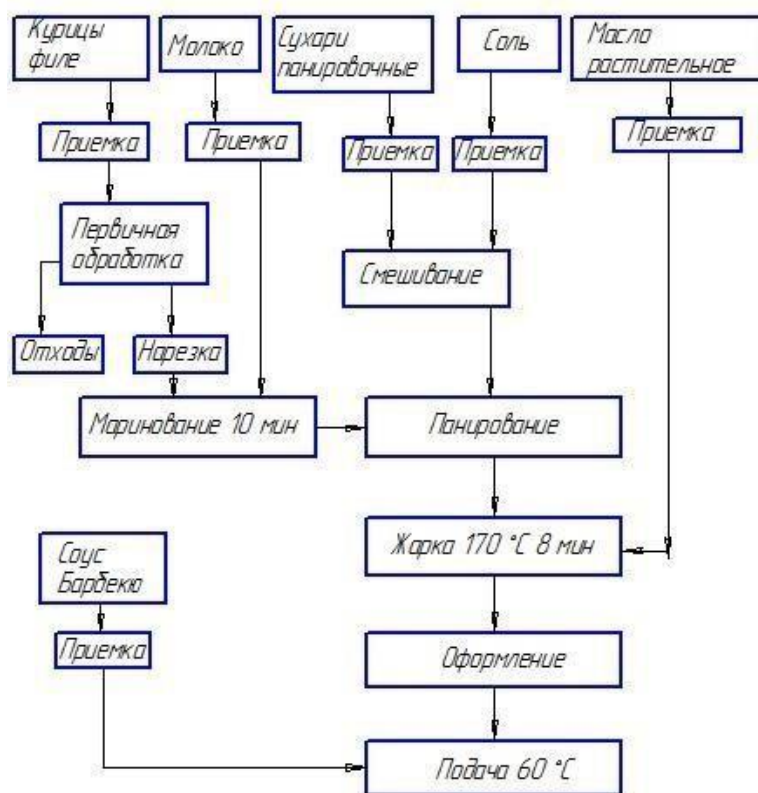 Курицы
филе
Молоко
Сухари
панировочные
Соль
Масло
растительное
Приемка
Приемка
Приемка
Приемка
Приемка
Первичная
обработка
Смешивание
Отходы
Нарезка
Маринование 10 мин
Панирование
Жарка 170 °С 8 мин
Соус
Барбекю
Приемка
Оформление
Подача 60 °С